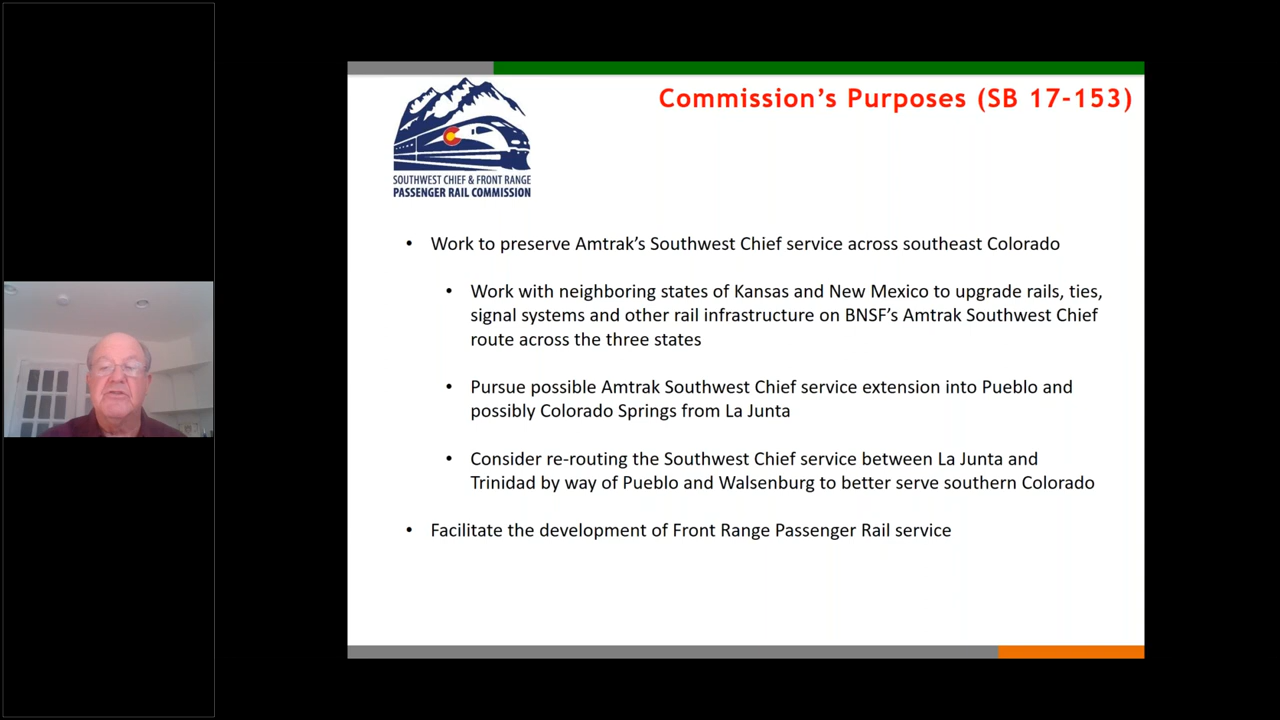 Commission's Purposes (SB 17-153)
SOUTHWEST CHIEF & FRONT RANGE
PASSENGER RAIL COMMISSION
• Work to preserve Amtrak's Southwest Chief service across southeast Colorado
• Work with neighboring states of Kansas and New Mexico to upgrade rails, ties,
signal systems and other rail infrastructure on BNSF's Amtrak Southwest Chief
route across the three states
• Pursue possible Amtrak Southwest Chief service extension into Pueblo and
possibly Colorado Springs from La Junta
• Consider re-routing the Southwest Chief service between La Junta and
Trinidad by way of Pueblo and Walsenburg to better serve southern Colorado
• Facilitate the development of Front Range Passenger Rail service